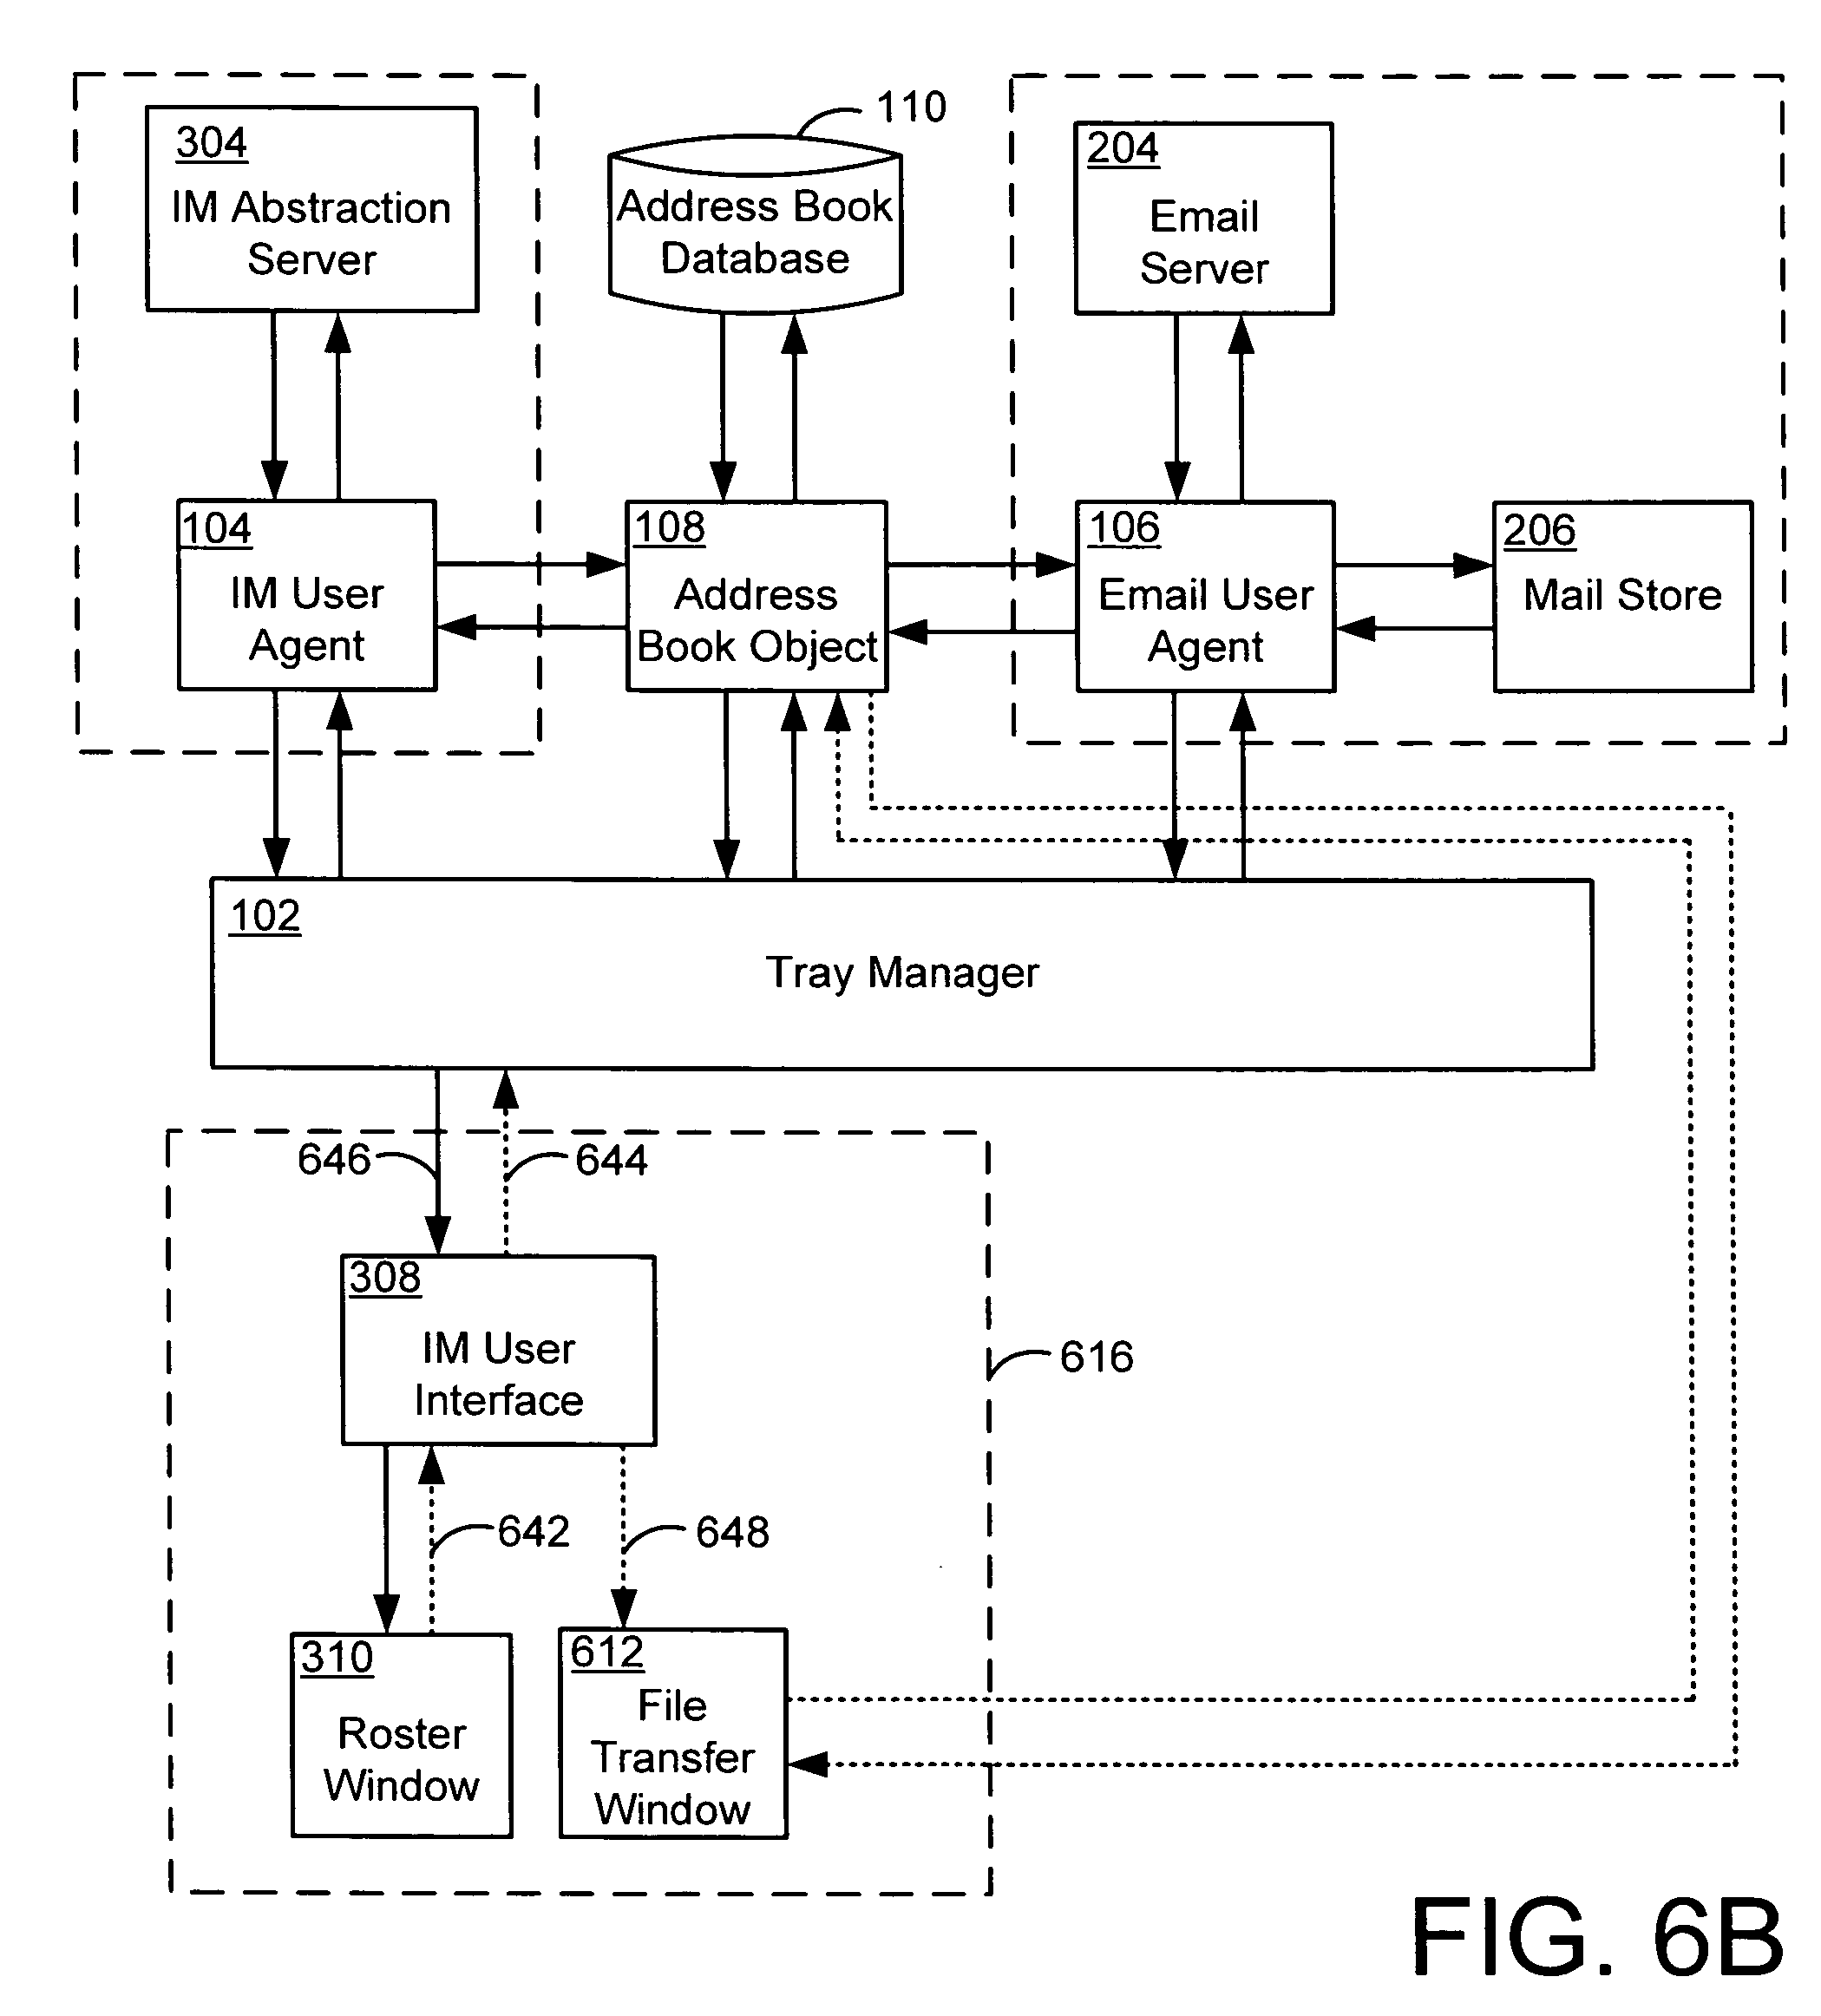 110
304
IM Abstraction
Server
Address Book
Database
204
Email
Server
104
IM User
Agent
108
Address
Book Object
106
Email User
Agent
206
Mail Store
102
Tray Manager
646
644
308
IM User
Interface
616
642
648
310
Roster
Window
612
File
Transfer
Window
FIG. 6B